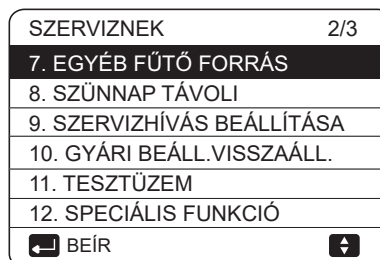 SZERVIZNEK 2/3
7. EGYÉB FŰTŐ FORRÁS
8. SZÜNNAP TÁVOLI
9. SZERVIZHÍVÁS BEÁLLÍTÁSA
10. GYÁRI BEÁLL.VISSZAÁLL.
11. TESZTÜZEM
12. SPECIÁLIS FUNKCIÓ
BEÍR